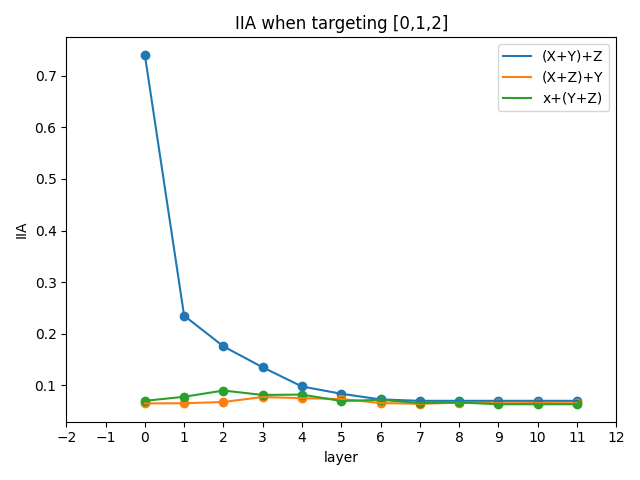 IIA when targeting [0,1,2]
(X+Y)+Z
(X+Z)+Y
x+(Y+Z)
IIA
0.7
0.6
0.5
0.4
0.3
0.2
0.1
−2 −1 0 1 2 3 4 5 6 7 8 9 10 11 12
layer